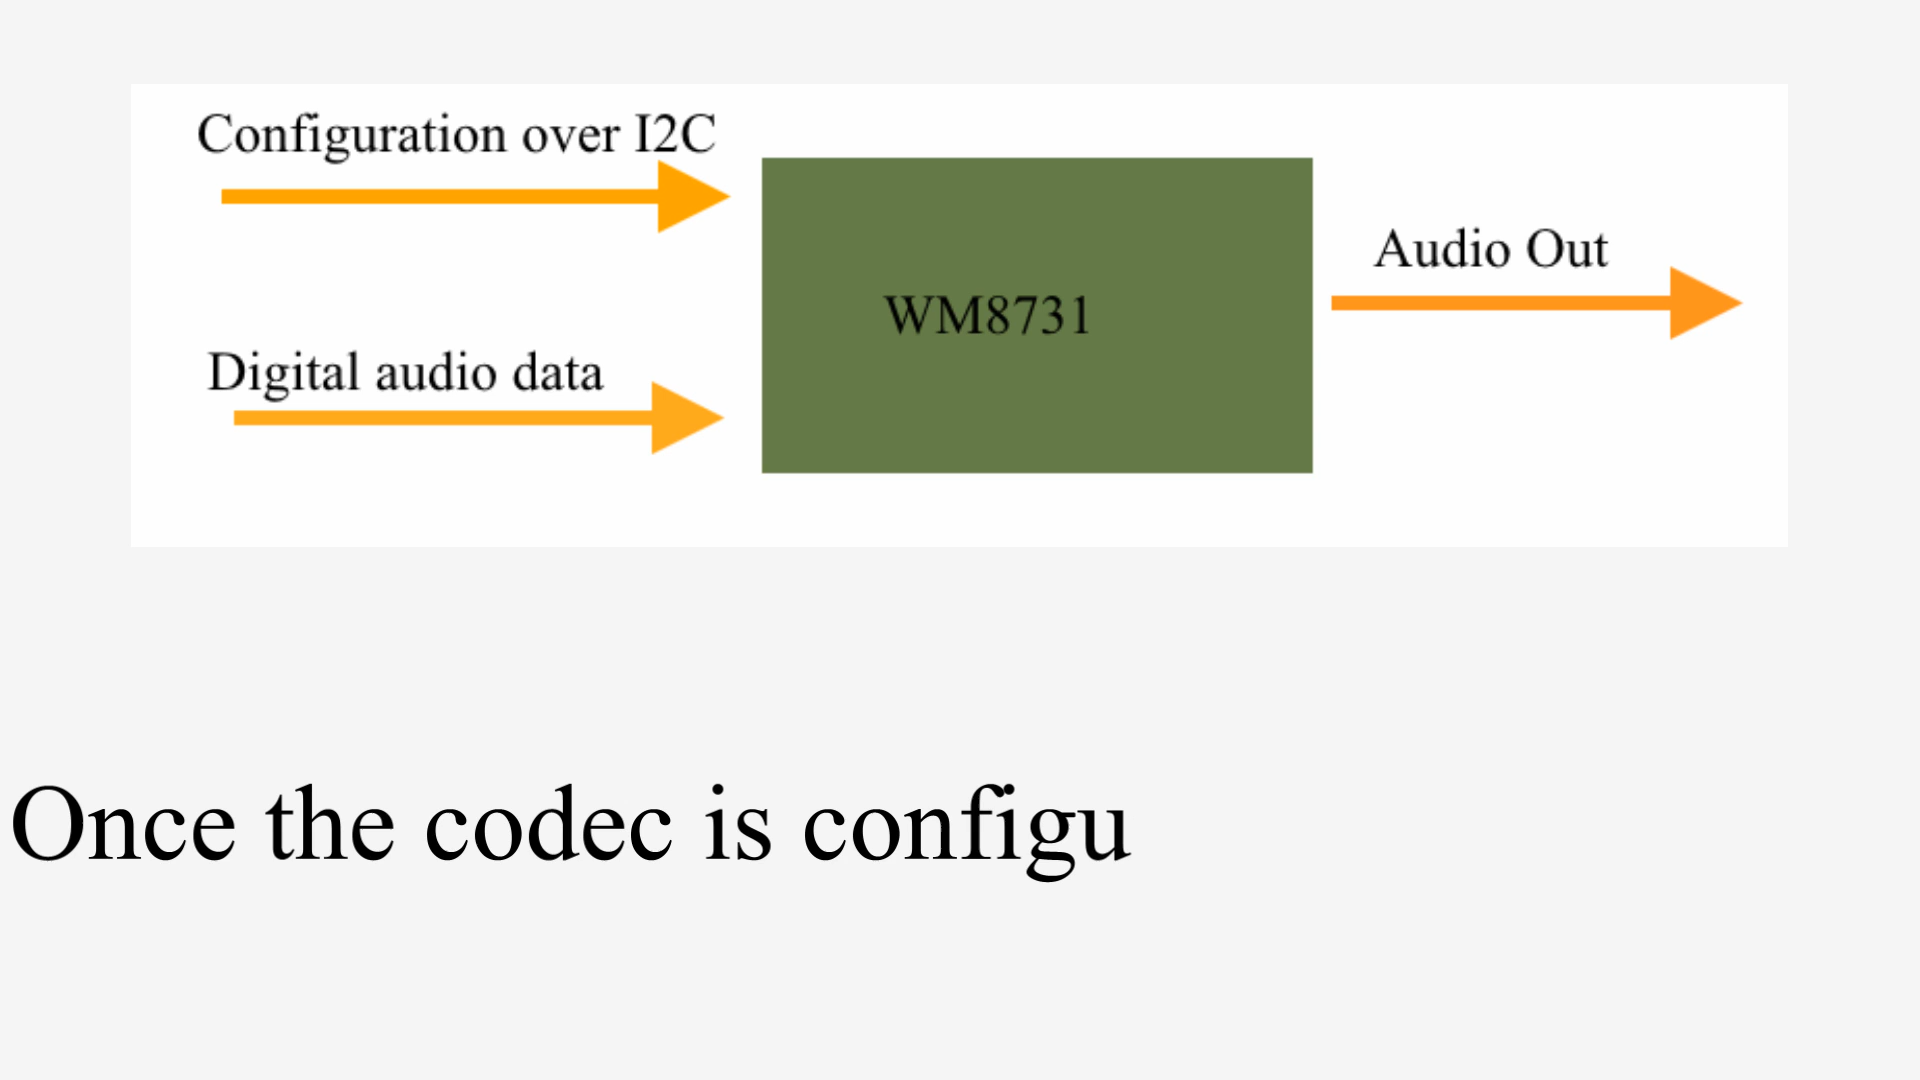 Configuration over I2C
Audio Out
WM8731
Digital audio data
Once the codec is configu